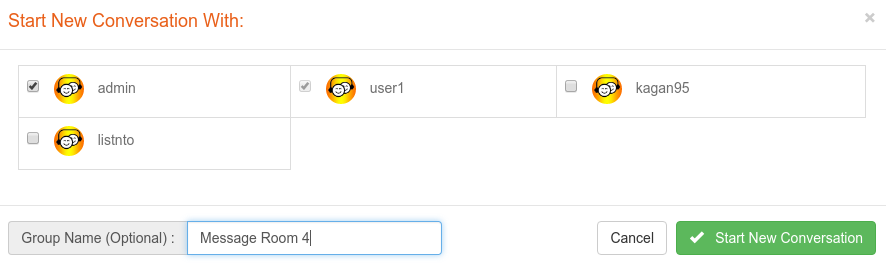 Start New Conversation With:
×
admin user1 kagan95
listnto
Group Name (Optional) : Message Room 4 Cancel Start New Conversation